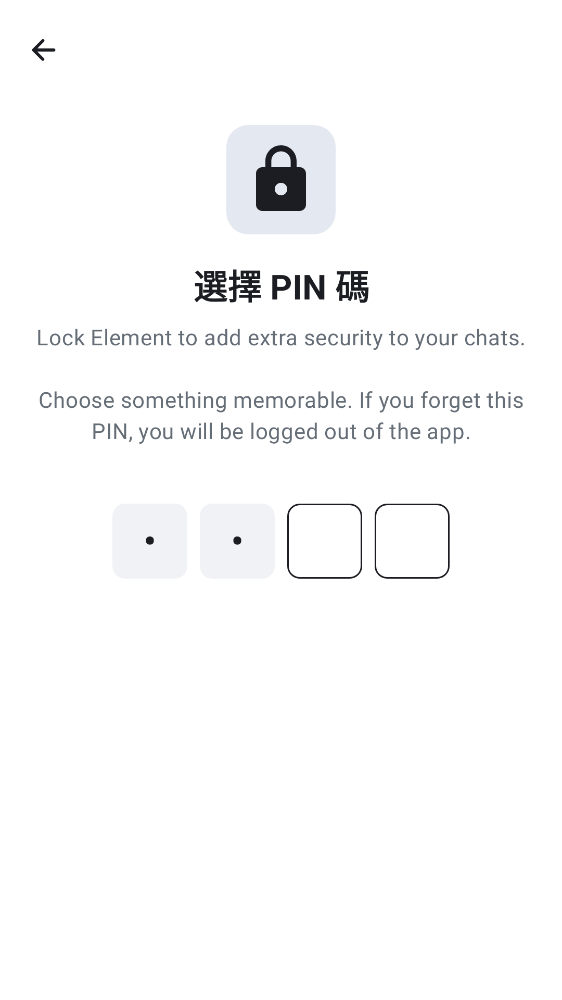 選擇 PIN 碼
Lock Element to add extra security to your chats.
Choose something memorable. If you forget this
PIN, you will be logged out of the app.